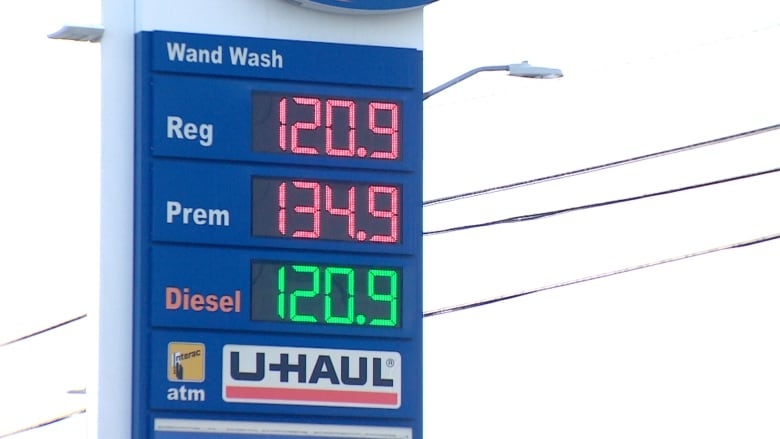 Wand Wash
Reg 120.9
Prem 134.9
Diesel 120.9
Interac
atm
U-HAUL®